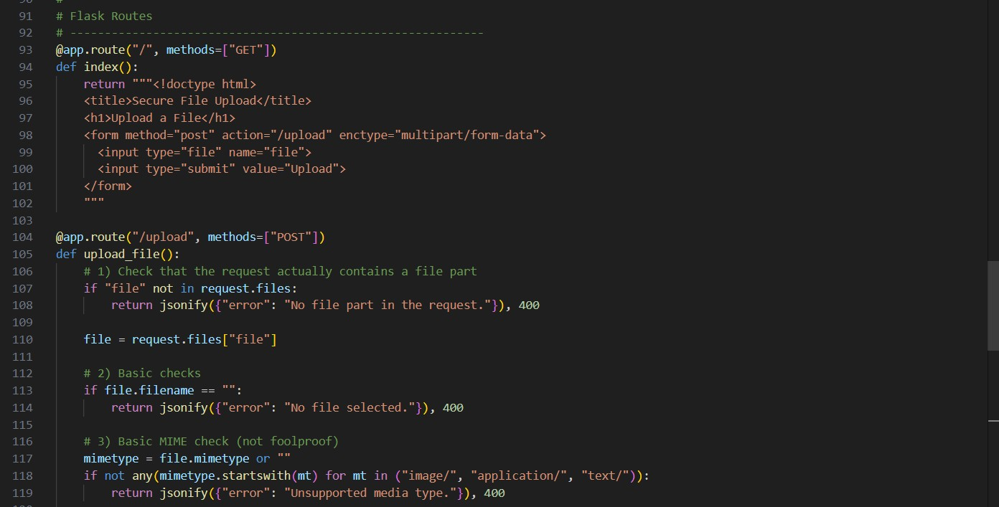 90 #
91 # Flask Routes
92 # ------------------------------------------------------------
93 @app.route("/", methods=["GET"])
94 def index():
95     return """<!doctype html>
96     <title>Secure File Upload</title>
97     <h1>Upload a File</h1>
98     <form method="post" action="/upload" enctype="multipart/form-data">
99       <input type="file" name="file">
100       <input type="submit" value="Upload">
101     </form>
102     """
103
104 @app.route("/upload", methods=["POST"])
105 def upload_file():
106     # 1) Check that the request actually contains a file part
107     if "file" not in request.files:
108         return jsonify({"error": "No file part in the request."}), 400
109
110     file = request.files["file"]
111
112     # 2) Basic checks
113     if file.filename == "":
114         return jsonify({"error": "No file selected."}), 400
115
116     # 3) Basic MIME check (not foolproof)
117     mimetype = file.mimetype or ""
118     if not any(mimetype.startswith(mt) for mt in ("image/", "application/", "text/")):
119         return jsonify({"error": "Unsupported media type."}), 400